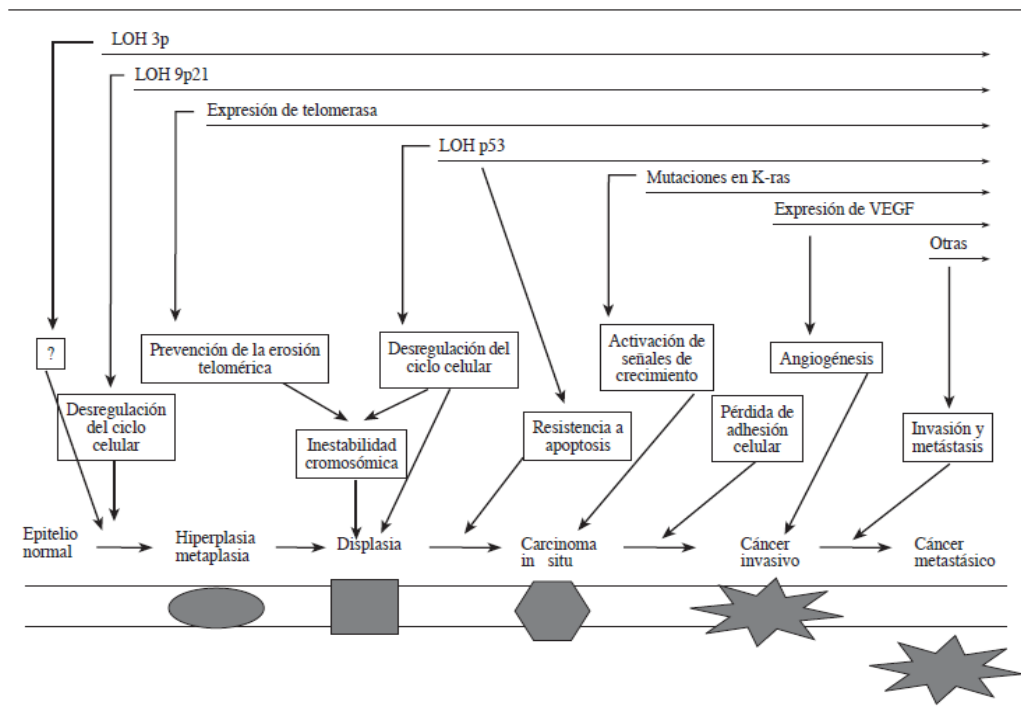 LOH 3p
LOH 9p21
Expresión de telomerasa
LOH p53
Mutaciones en K-ras
Expresión de VEGF
Otras
?
Prevención de la erosión
telomérica
Desregulación del
ciclo celular
Activación de
señales de
crecimiento
Angiogénesis
Desregulación
del ciclo
celular
Inestabilidad
cromosómica
Resistencia a
apoptosis
Pérdida de
adhesión
celular
Invasión y
metástasis
Epitelio
normal
Hiperplasia
metaplasia
Displasia
Carcinoma
in situ
Cáncer
invasivo
Cáncer
metastásico